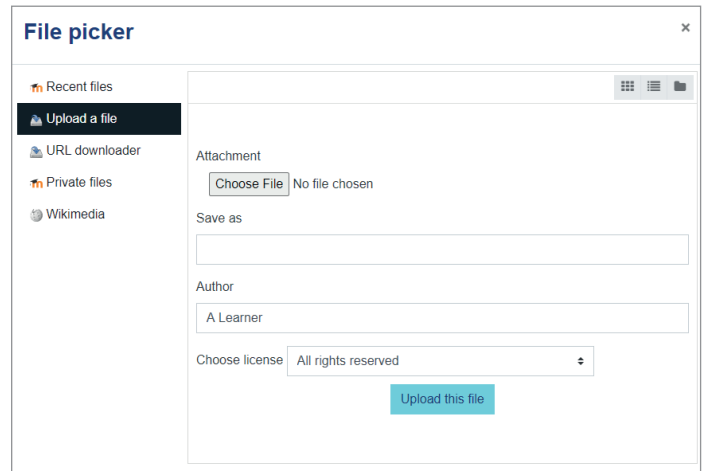 File picker
×
Recent files
Upload a file
URL downloader
Private files
Wikimedia
Attachment
Choose File No file chosen
Save as
Author
A Learner
Choose license All rights reserved
Upload this file